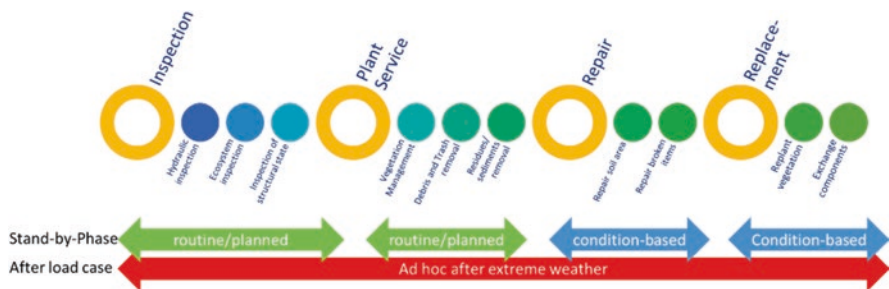 Inspection
Hydraulic
inspection
Ecosystem
inspection
Inspection of
structural state
Plant
Service
Vegetation
Management
Debris and Trash
removal
Residies/
sediments
removal
Repair
Repair soil area
Repair broken
items
Replace-
ment
Replant
vegetation
Exchange
components
Stand-by-Phase
routine/planned
routine/planned
condition-based
Condition-based
After load case
Ad hoc after extreme weather